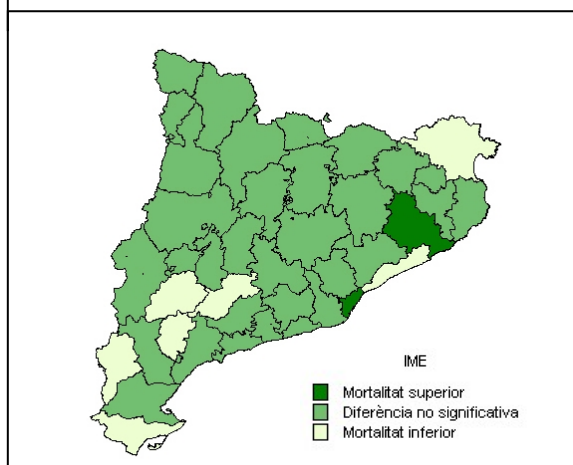 IME
Mortalitat superior
Diferència no significativa
Mortalitat inferior